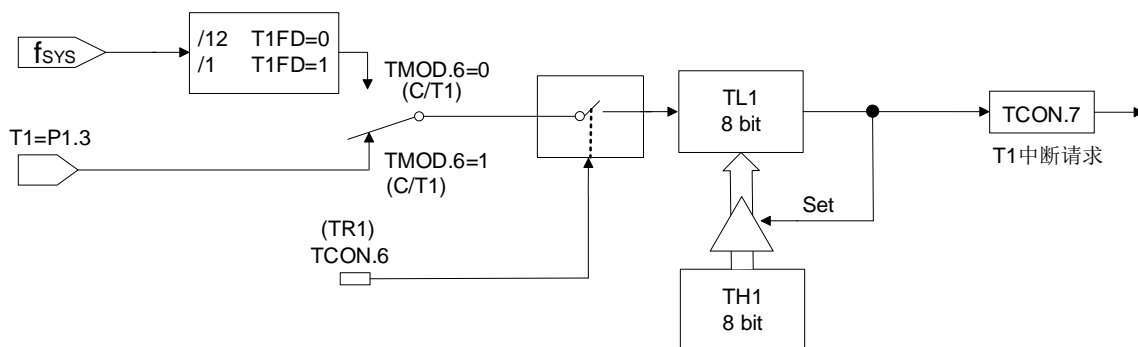 fSYS
/12 T1FD=0
/1 T1FD=1
TMOD.6=0
(C/T1)
T1=P1.3
TMOD.6=1
(C/T1)
(TR1)
TCON.6
TL1
8 bit
TCON.7
T1中断请求
Set
TH1
8 bit